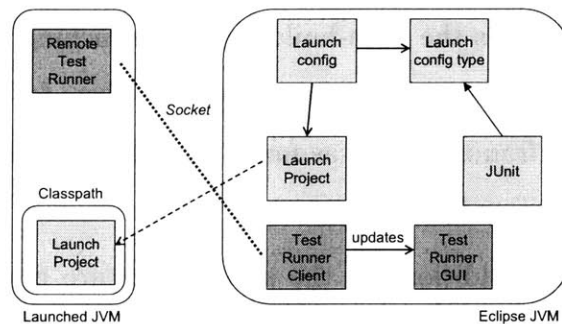 Remote
Test
Runner
Socket
Classpath
Launch
Project
Launched JVM
Launch
config
Launch
config type
Launch
Project
JUnit
Test
Runner
Client
updates
Test
Runner
GUI
Eclipse JVM